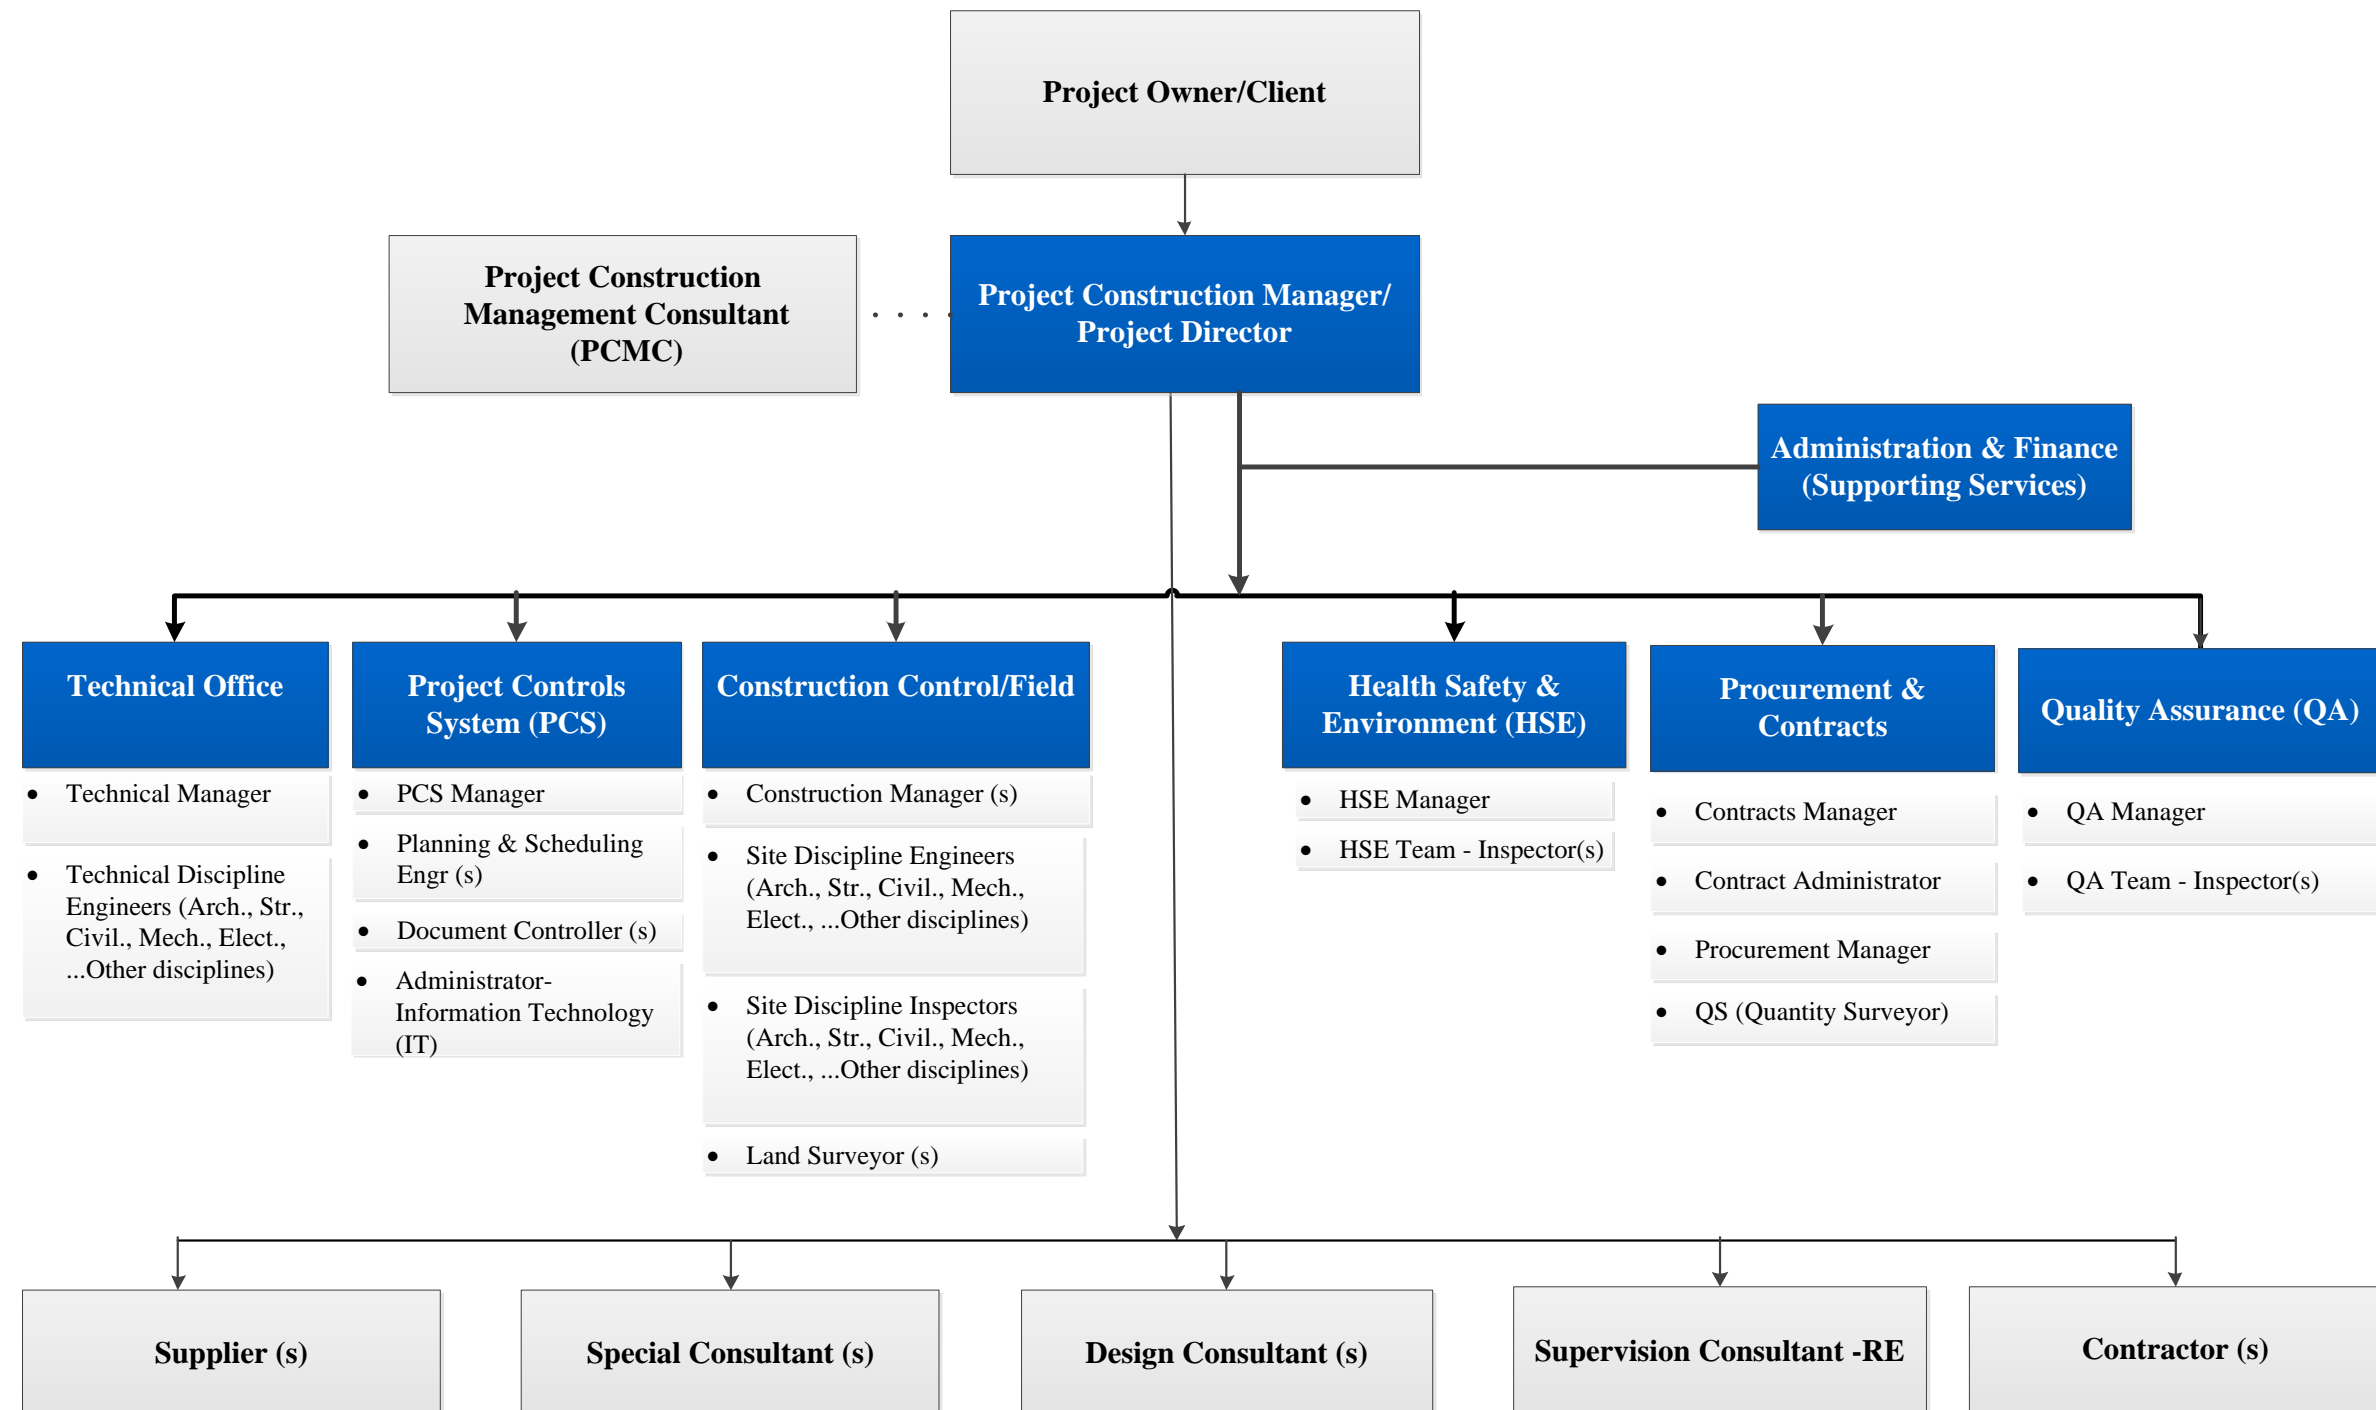 Project Owner/Client
Project Construction
Management Consultant
(PCMC)
Project Construction Manager/
Project Director
Administration & Finance
(Supporting Services)
Technical Office
• Technical Manager
• Technical Discipline
Engineers (Arch., Str.,
Civil., Mech., Elect.,
...Other disciplines)
Project Controls
System (PCS)
• PCS Manager
• Planning & Scheduling
Engr (s)
• Document Controller (s)
• Administrator-
Information Technology
(IT)
Construction Control/Field
• Construction Manager (s)
• Site Discipline Engineers
(Arch., Str., Civil., Mech.,
Elect., ...Other disciplines)
• Site Discipline Inspectors
(Arch., Str., Civil., Mech.,
Elect., ...Other disciplines)
• Land Surveyor (s)
Health Safety &
Environment (HSE)
• HSE Manager
• HSE Team - Inspector(s)
Procurement &
Contracts
• Contracts Manager
• Contract Administrator
• Procurement Manager
• QS (Quantity Surveyor)
Quality Assurance (QA)
• QA Manager
• QA Team - Inspector(s)
Supplier (s)
Special Consultant (s)
Design Consultant (s)
Supervision Consultant -RE
Contractor (s)